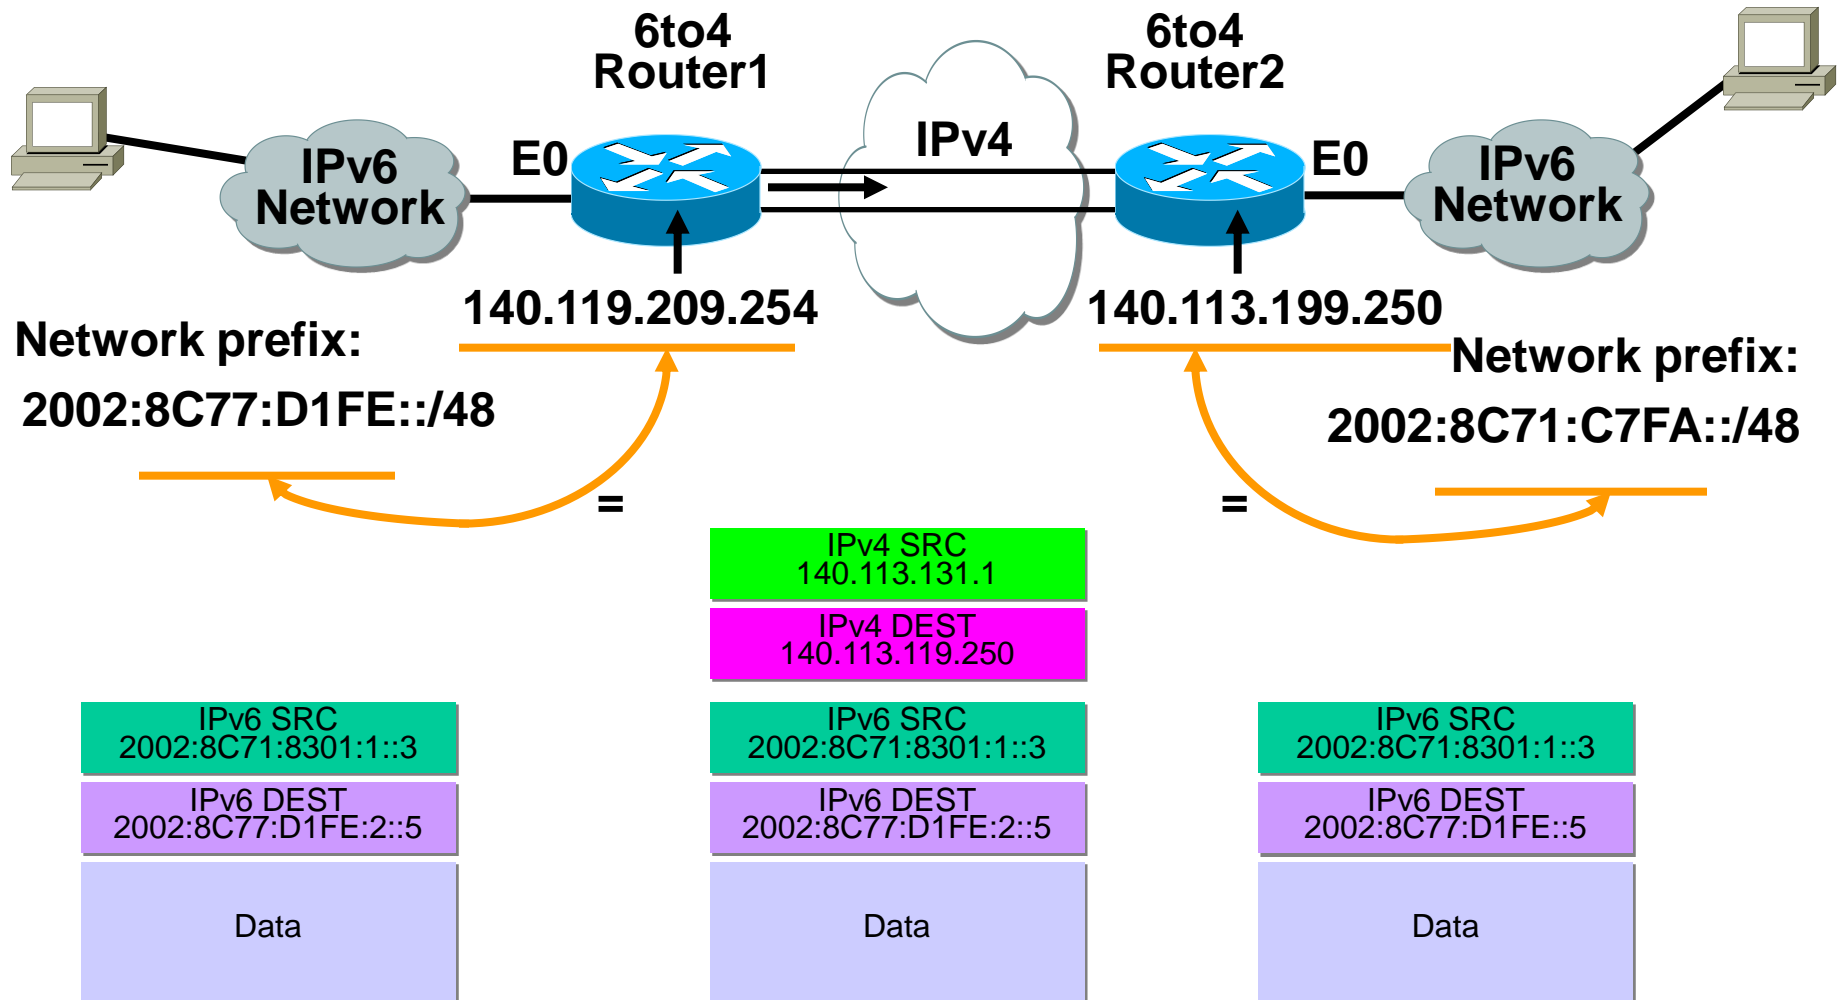 6to4
Router1
6to4
Router2
IPv6
Network
E0
IPv4
E0
IPv6
Network
140.119.209.254
140.113.199.250
Network prefix:
2002:8C77:D1FE::/48
Network prefix:
2002:8C71:C7FA::/48
=
=
IPv4 SRC
140.113.131.1
IPv4 DEST
140.113.119.250
IPv6 SRC
2002:8C71:8301:1::3
IPv6 DEST
2002:8C77:D1FE:2::5
Data
IPv6 SRC
2002:8C71:8301:1::3
IPv6 DEST
2002:8C77:D1FE:2::5
Data
IPv6 SRC
2002:8C71:8301:1::3
IPv6 DEST
2002:8C77:D1FE::5
Data